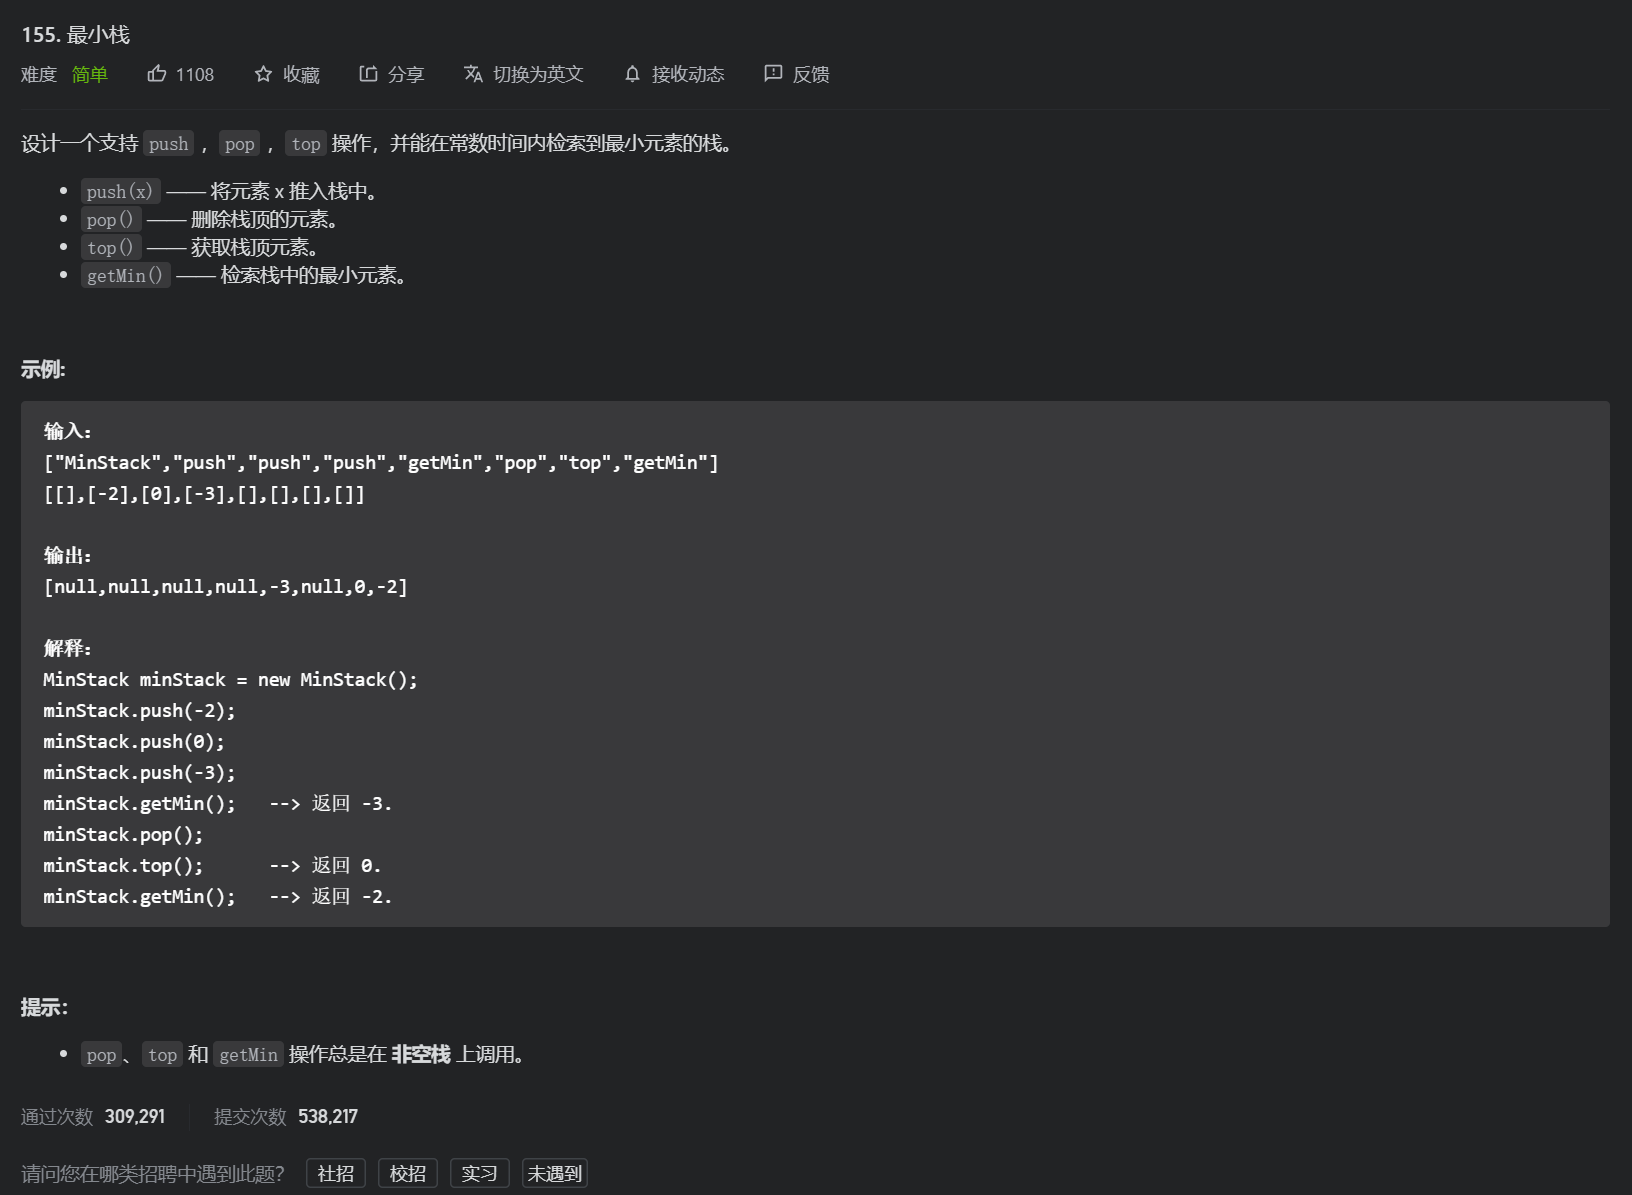 155. 最小栈
难度 简单 1108 收藏 分享 切换为英文 接收动态 反馈
设计一个支持 push ，pop ，top 操作，并能在常数时间内检索到最小元素的栈。
push(x) —— 将元素 x 推入栈中。
pop() —— 删除栈顶的元素。
top() —— 获取栈顶元素。
getMin() —— 检索栈中的最小元素。
示例:
输入：
["MinStack","push","push","push","getMin","pop","top","getMin"]
[[],[-2],[0],[-3],[],[],[],[]]
输出：
[null,null,null,null,-3,null,0,-2]
解释：
MinStack minStack = new MinStack();
minStack.push(-2);
minStack.push(0);
minStack.push(-3);
minStack.getMin();   --> 返回 -3.
minStack.pop();
minStack.top();      --> 返回 0.
minStack.getMin();   --> 返回 -2.
提示：
pop、top 和 getMin 操作总是在 非空栈 上调用。
通过次数 309,291 提交次数 538,217
请问您在哪类招聘中遇到此题？ 社招 校招 实习 未遇到